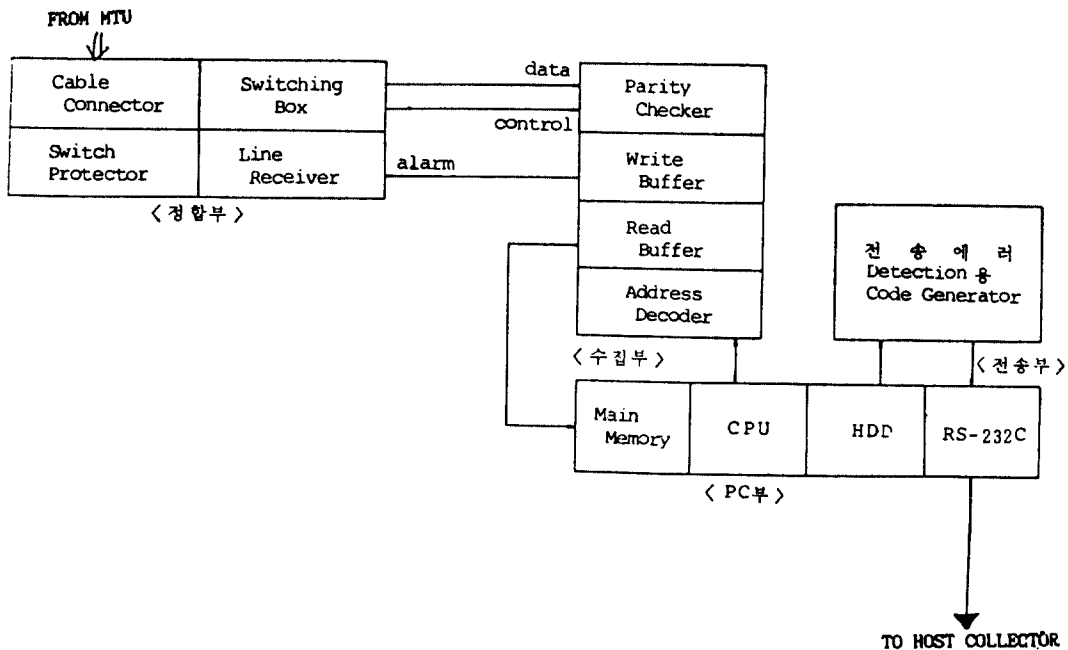 FROM MTU
Cable
Connector
Switching
Box
Switch
Protector
Line
Receiver
< 정합부 >
data
control
alarm
Parity
Checker
Write
Buffer
Read
Buffer
Address
Decoder
< 수집부 >
전 송 에 러
Detection 용
Code Generator
< 전송부 >
Main
Memory
CPU
HDD
RS-232C
< PC부 >
TO HOST COLLECTOR